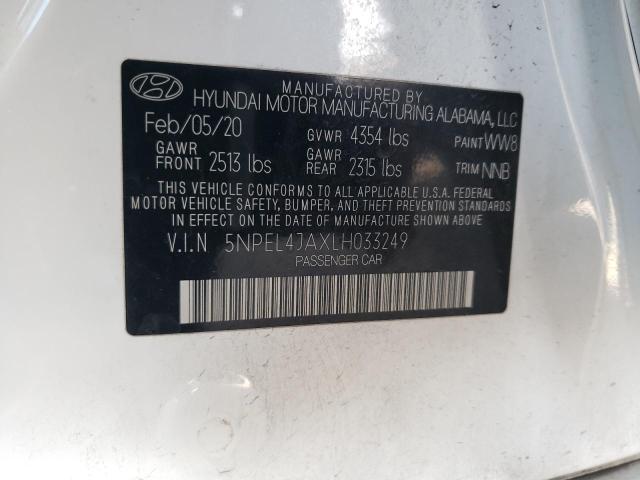 MANUFACTURED BY
HYUNDAI MOTOR MANUFACTURING ALABAMA, LLC
Feb/05/20 GVWR 4354 lbs PAINT WW8
GAWR FRONT 2513 lbs GAWR REAR 2315 lbs TRIM NNB
THIS VEHICLE CONFORMS TO ALL APPLICABLE U.S.A. FEDERAL
MOTOR VEHICLE SAFETY, BUMPER, AND THEFT STANDARDS
IN EFFECT ON THE DATE OF MANUFACTURE SHOWN ABOVE.
V.I.N 5NPEL4JAXLH033249
PASSENGER CAR